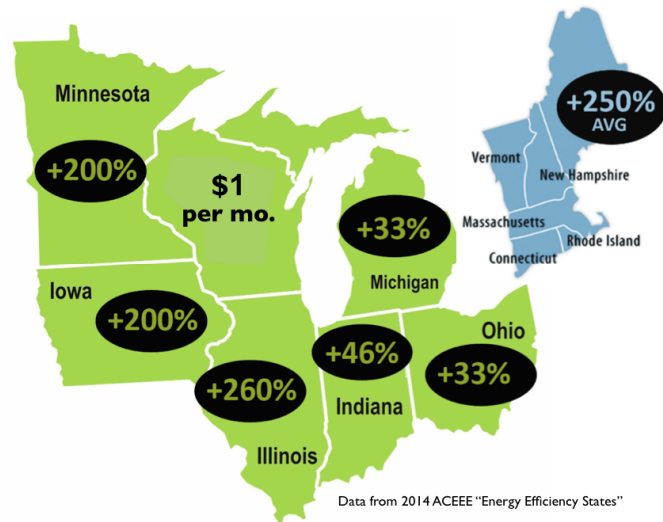 Minnesota
+200%
$1
per mo.
+250%
AVG
Vermont
New Hampshire
Massachusetts
Rhode Island
Connecticut
+33%
Michigan
Iowa
+200%
+260%
Illinois
+46%
Indiana
Ohio
+33%
Data from 2014 ACEEE “Energy Efficiency States”